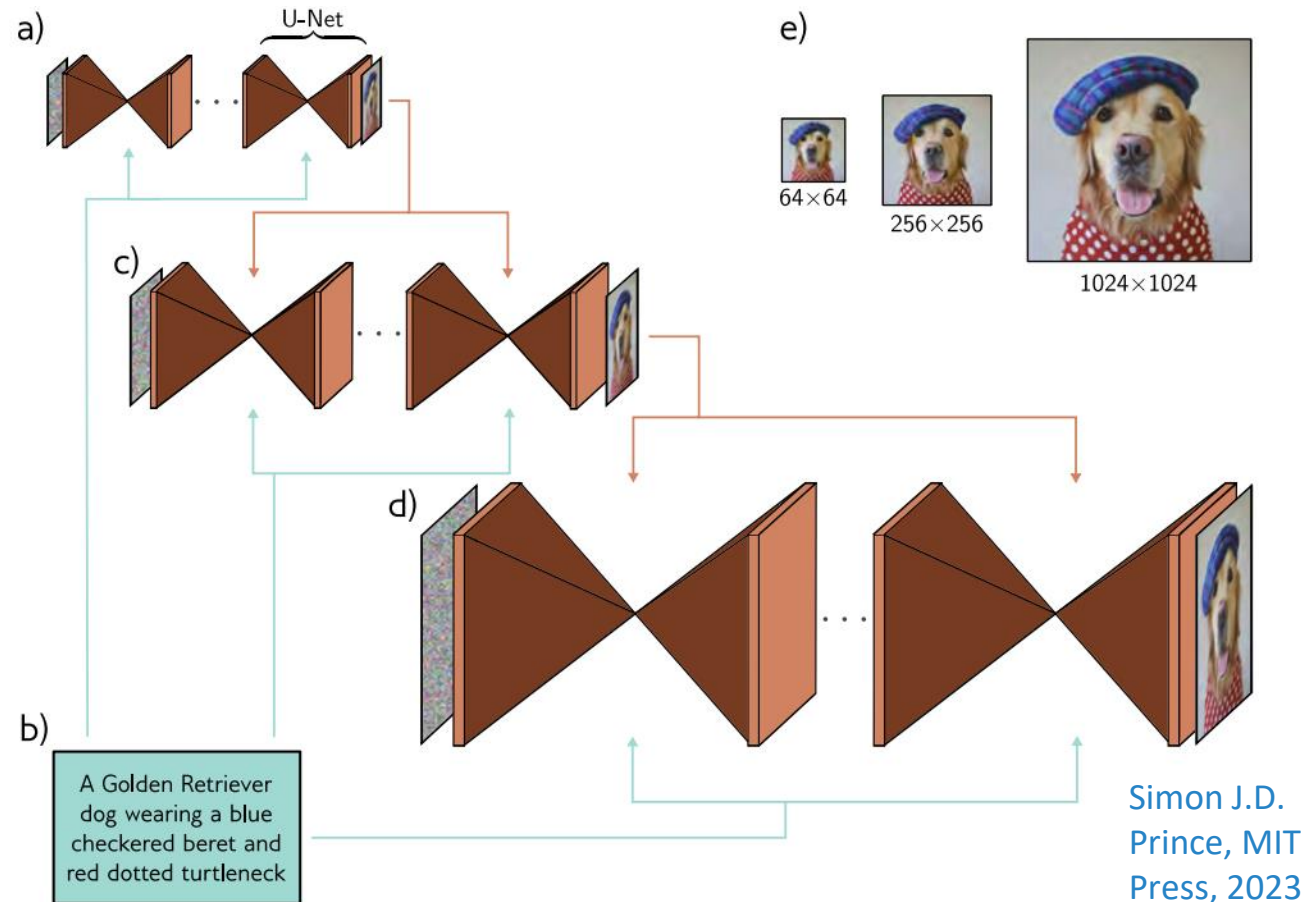 a)
U-Net
e)
64×64
256×256
1024×1024
c)
d)
b)
A Golden Retriever
dog wearing a blue
checkered beret and
red dotted turtleneck
Simon J.D.
Prince, MIT
Press, 2023